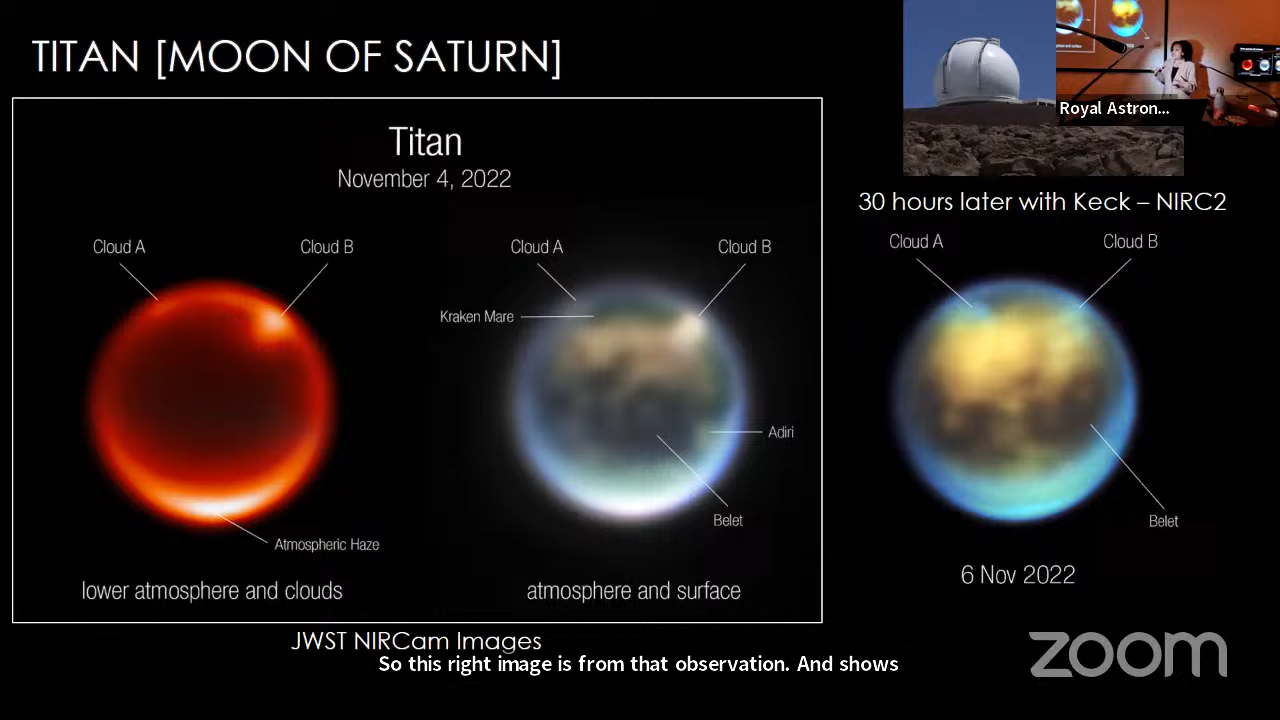 TITAN [MOON OF SATURN]
Titan
November 4, 2022
Cloud A
Cloud B
Atmospheric Haze
lower atmosphere and clouds
Cloud A
Cloud B
Kraken Mare
Adiri
Belet
atmosphere and surface
JWST NIRCam Images
Royal Astron...
30 hours later with Keck – NIRC2
Cloud A
Cloud B
Belet
6 Nov 2022
So this right image is from that observation. And shows
zoom